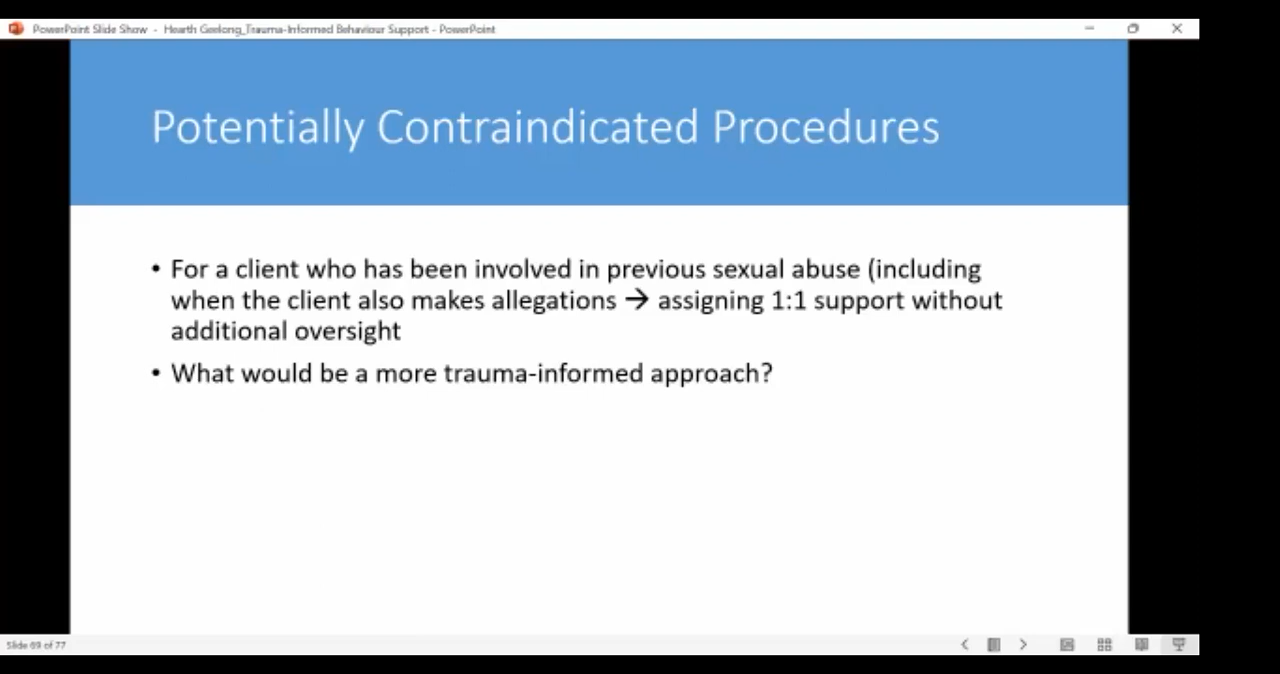 PowerPoint Slide Show - Hearth Geelong_Trauma-Informed Behaviour Support - PowerPoint
Potentially Contraindicated Procedures
• For a client who has been involved in previous sexual abuse (including
when the client also makes allegations → assigning 1:1 support without
additional oversight
• What would be a more trauma-informed approach?
Slide 69 of 77